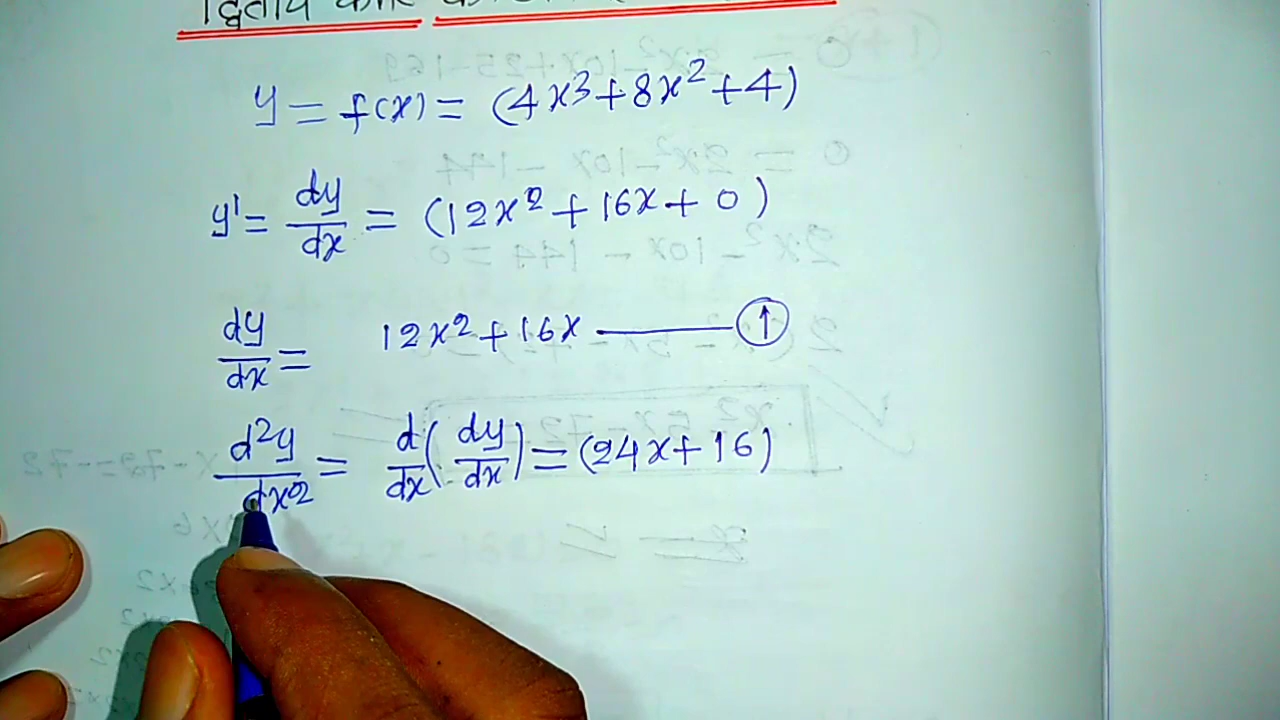 द्वितीय
y = f(x) = (4x³+8x²+4)
y' = dy/dx = (12x²+16x+0)
dy/dx = 12x²+16x ——— ①
d²y/dx² = d/dx(dy/dx) = (24x+16)